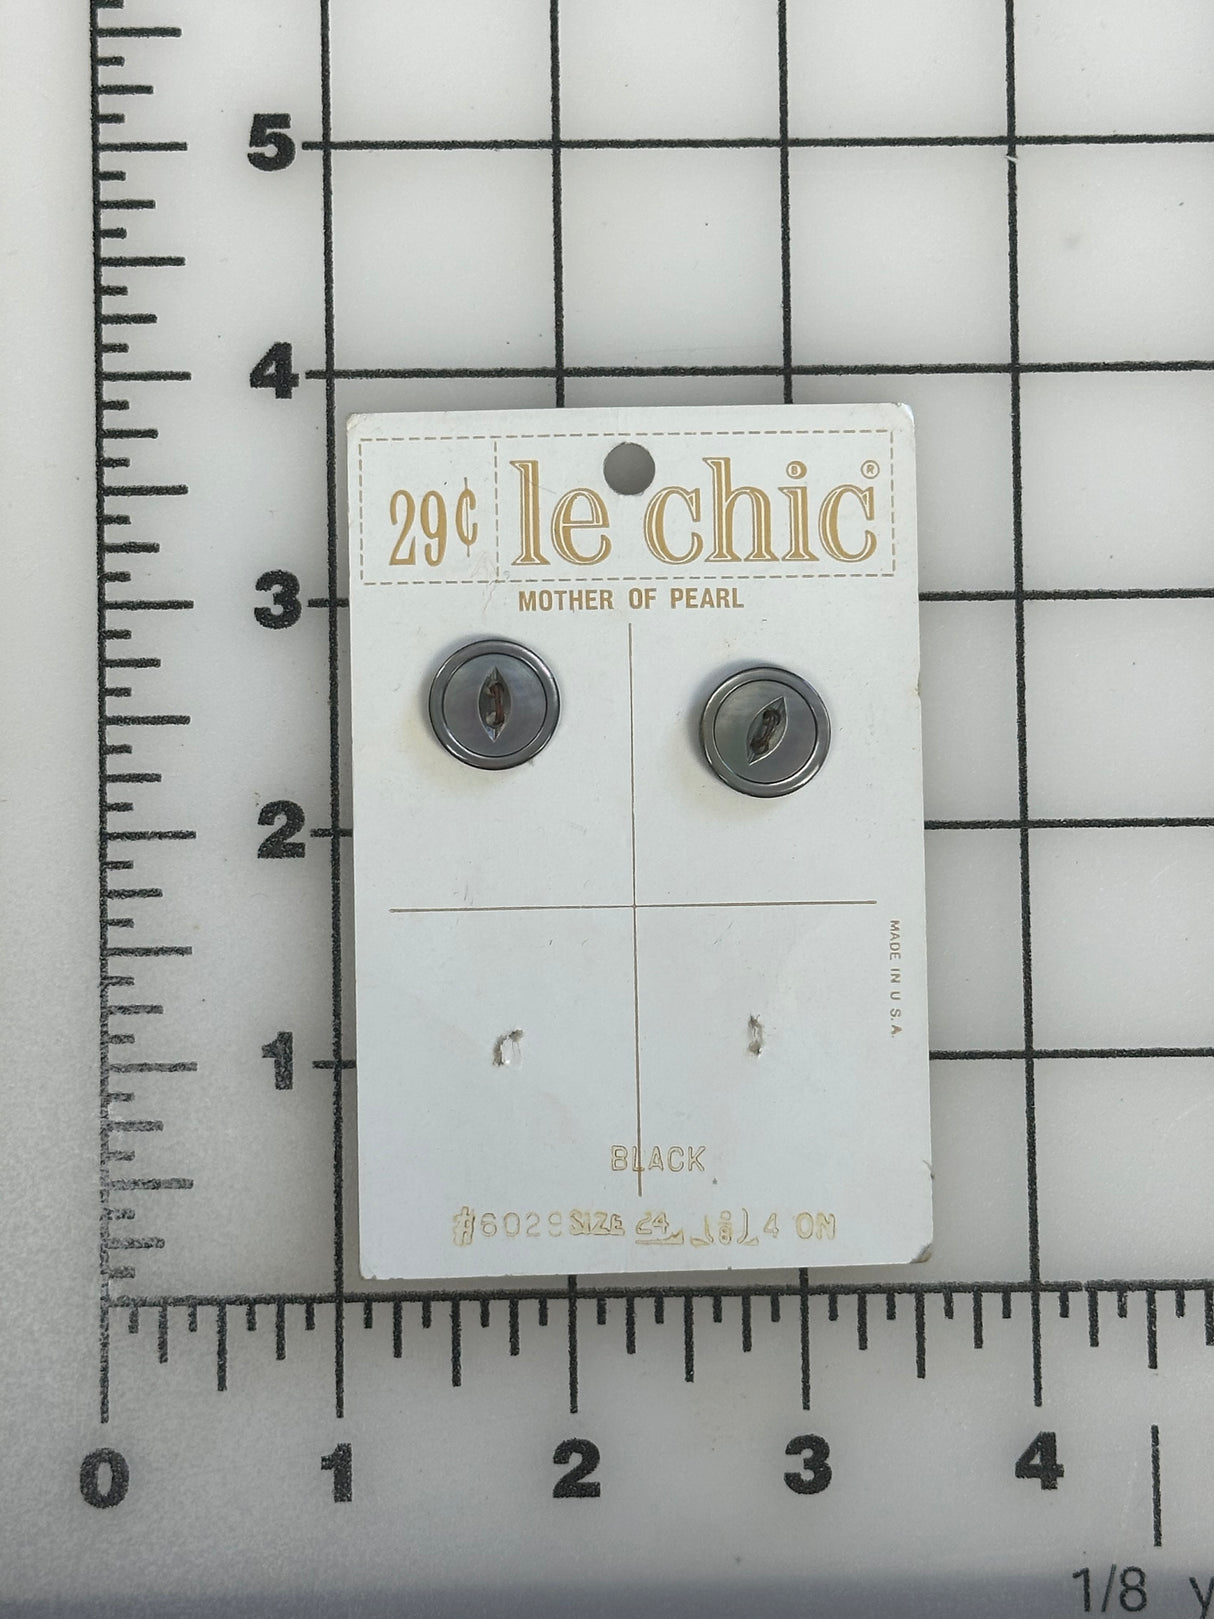 5
4
29¢ le chic®
MOTHER OF PEARL
3
2
MADE IN U.S.A.
1
BLACK
#6029 SIZE 24 4 ON
0 1 2 3 4
1/8 y